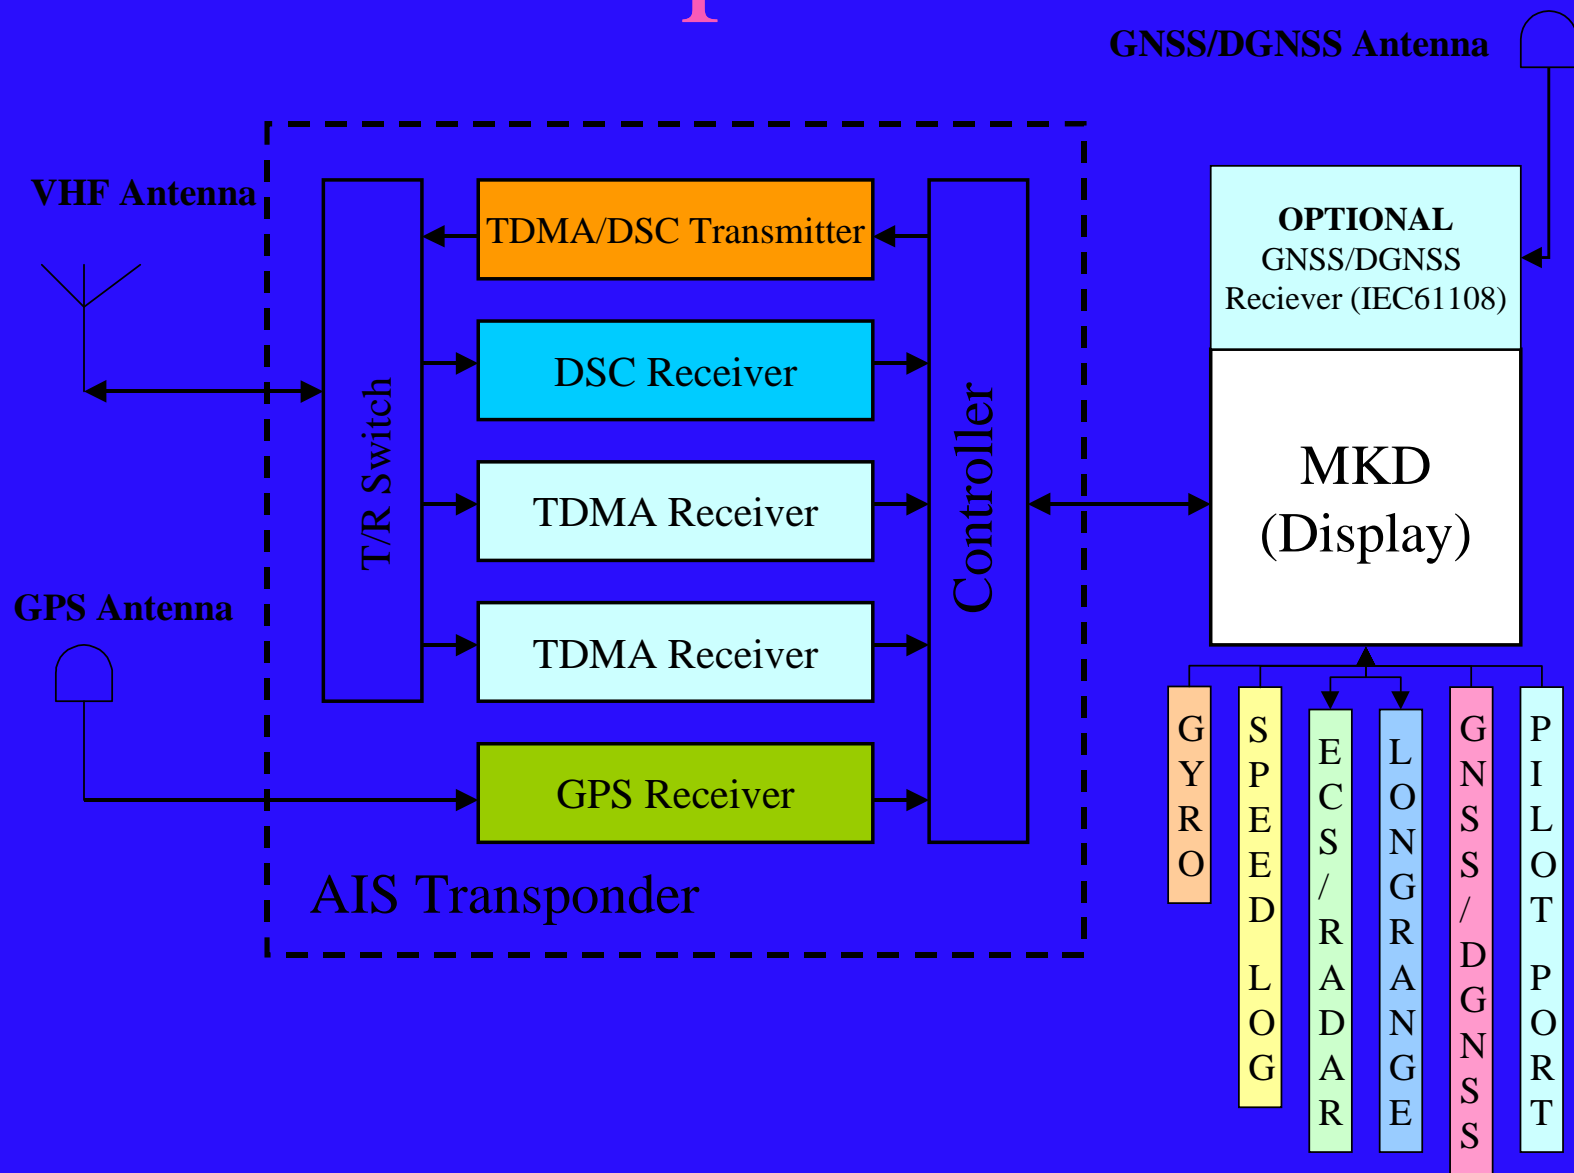 GNSS/DGNSS Antenna
VHF Antenna
TDMA/DSC Transmitter
OPTIONAL
GNSS/DGNSS
Reciever (IEC61108)
DSC Receiver
T/R Switch
Controller
TDMA Receiver
MKD
(Display)
GPS Antenna
TDMA Receiver
GPS Receiver
AIS Transponder
GYRO
SPEED LOG
ECS/RADAR
LONGRANGE
GNSS/DGNSS
PILOT PORT